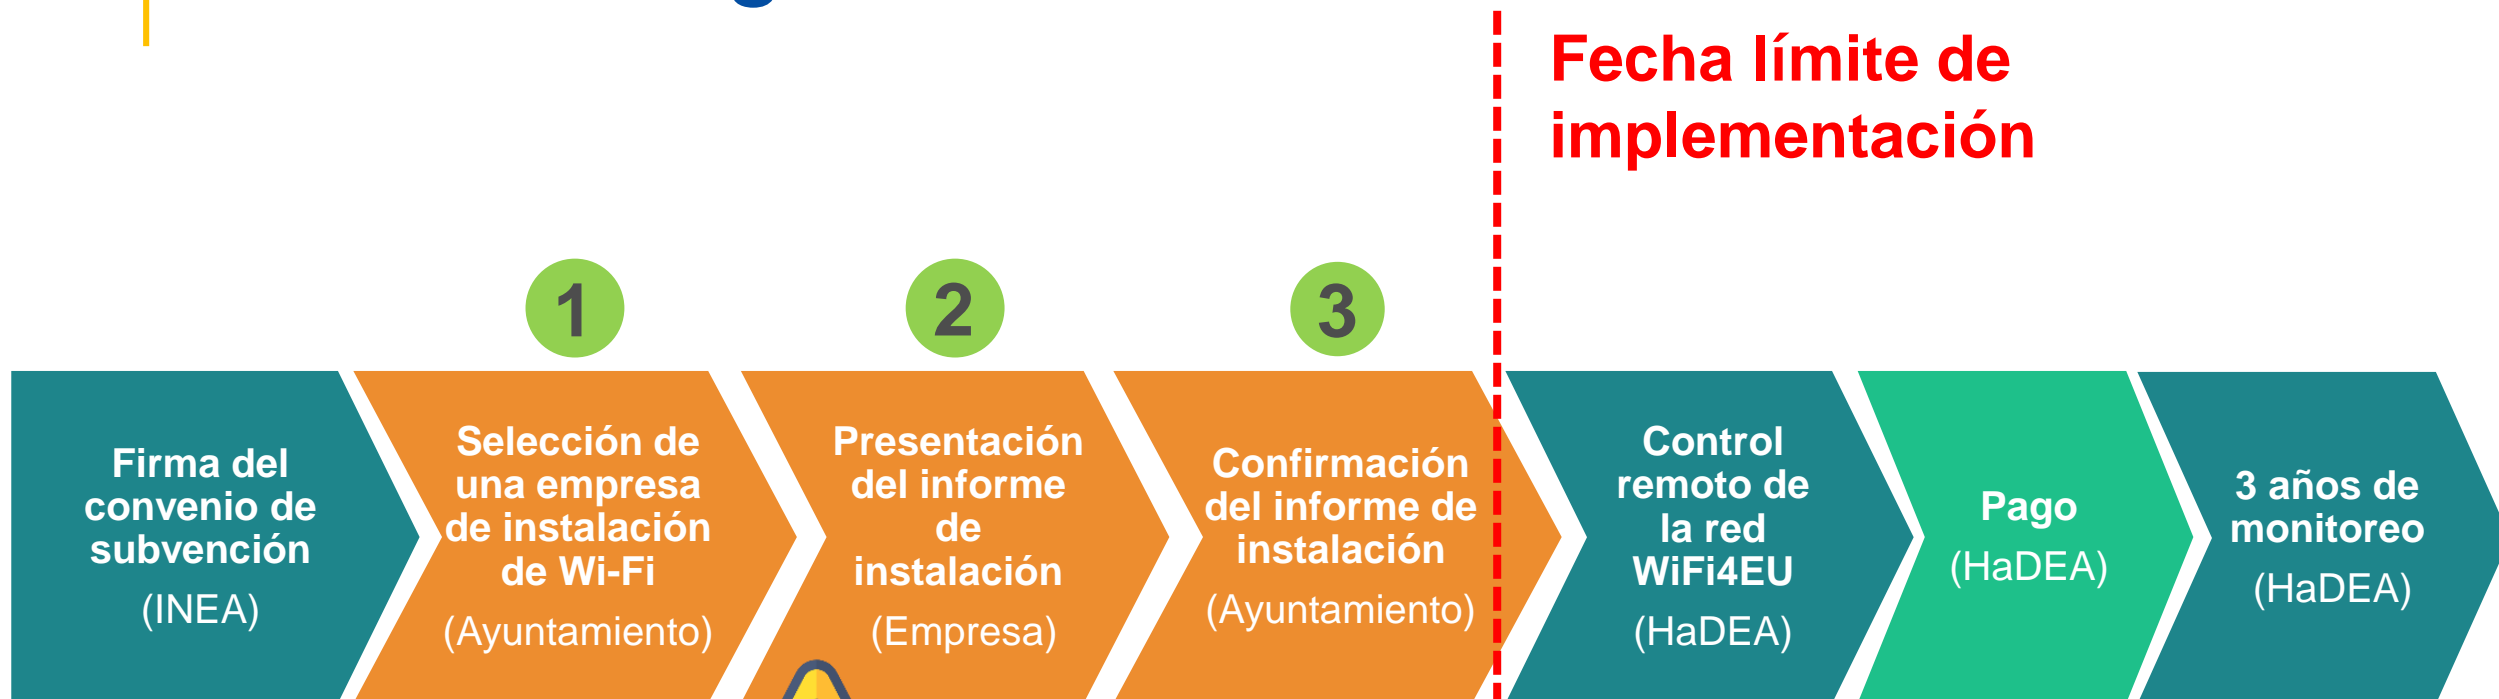 Fecha límite de
implementación
1
2
3
Firma del
convenio de
subvención
(INEA)
Selección de
una empresa
de instalación
de Wi-Fi
(Ayuntamiento)
Presentación
del informe
de
instalación
(Empresa)
Confirmación
del informe de
instalación
(Ayuntamiento)
Control
remoto de
la red
WiFi4EU
(HaDEA)
Pago
(HaDEA)
3 años de
monitoreo
(HaDEA)